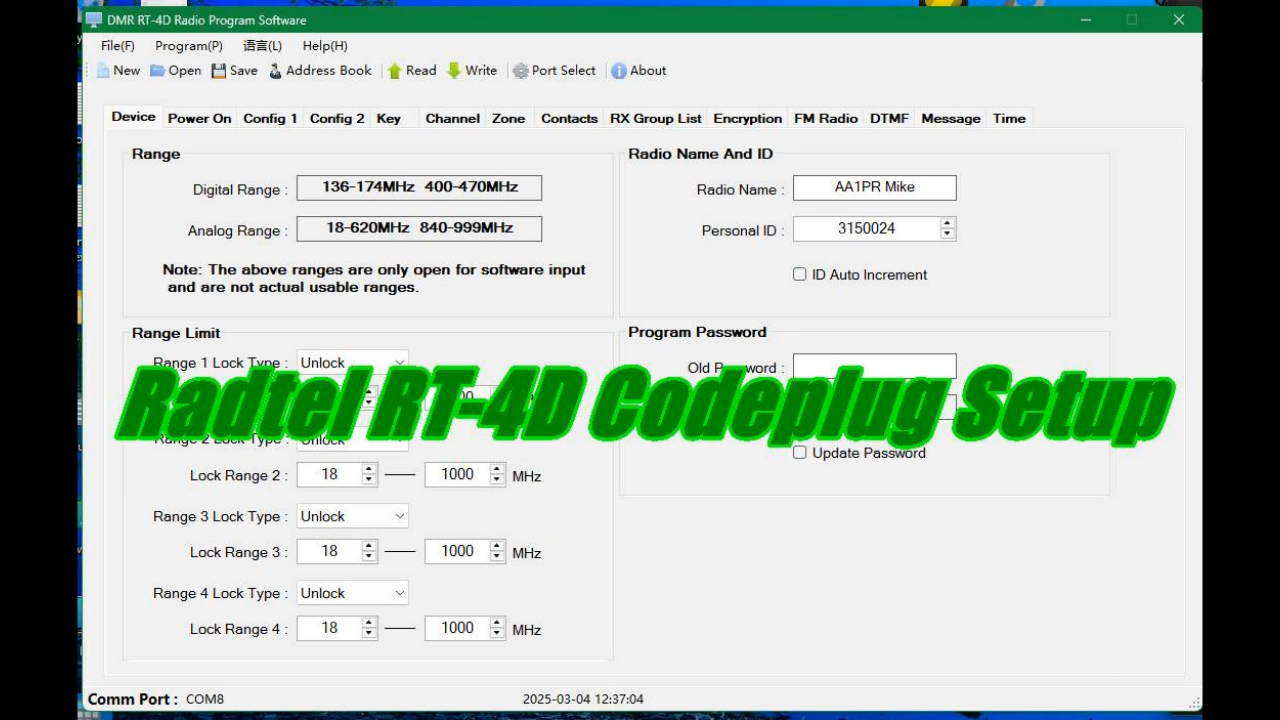 DMR RT-4D Radio Program Software
File(F) Program(P) 语言(L) Help(H)
New Open Save Address Book Read Write Port Select About
Device Power On Config 1 Config 2 Key Channel Zone Contacts RX Group List Encryption FM Radio DTMF Message Time
Range
Digital Range : 136-174MHz 400-470MHz
Analog Range : 18-620MHz 840-999MHz
Note: The above ranges are only open for software input
and are not actual usable ranges.
Radio Name And ID
Radio Name : AA1PR Mike
Personal ID : 3150024
ID Auto Increment
Range Limit
Range 1 Lock Type : Unlock
Program Password
Old Password :
Radtel RT-4D Codeplug Setup
Range 2 Lock Type : Unlock
Update Password
Lock Range 2 : 18 1000 MHz
Range 3 Lock Type : Unlock
Lock Range 3 : 18 1000 MHz
Range 4 Lock Type : Unlock
Lock Range 4 : 18 1000 MHz
Comm Port : COM8 2025-03-04 12:37:04